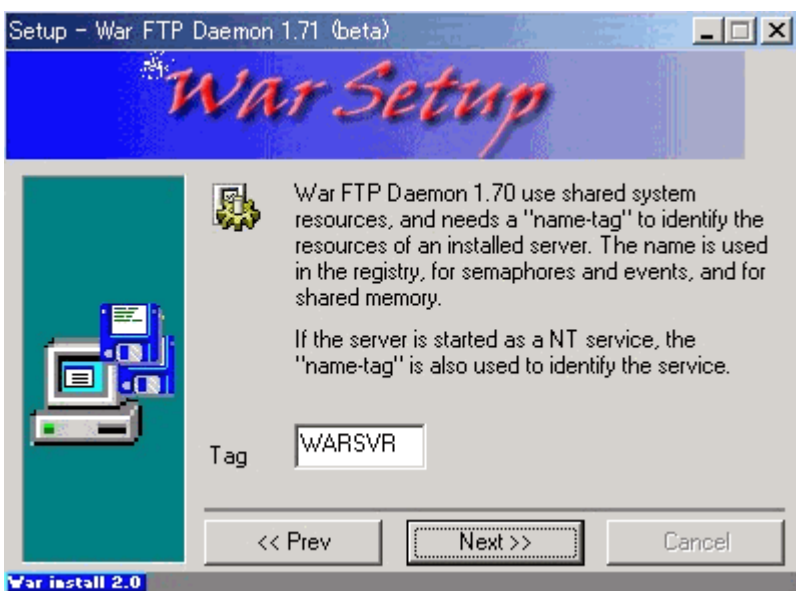 Setup - War FTP Daemon 1.71 (beta)
War Setup
War FTP Daemon 1.70 use shared system
resources, and needs a "name-tag" to identify the
resources of an installed server. The name is used
in the registry, for semaphores and events, and for
shared memory.
If the server is started as a NT service, the
"name-tag" is also used to identify the service.
Tag
WARSVR
<< Prev
Next >>
Cancel
War install 2.0